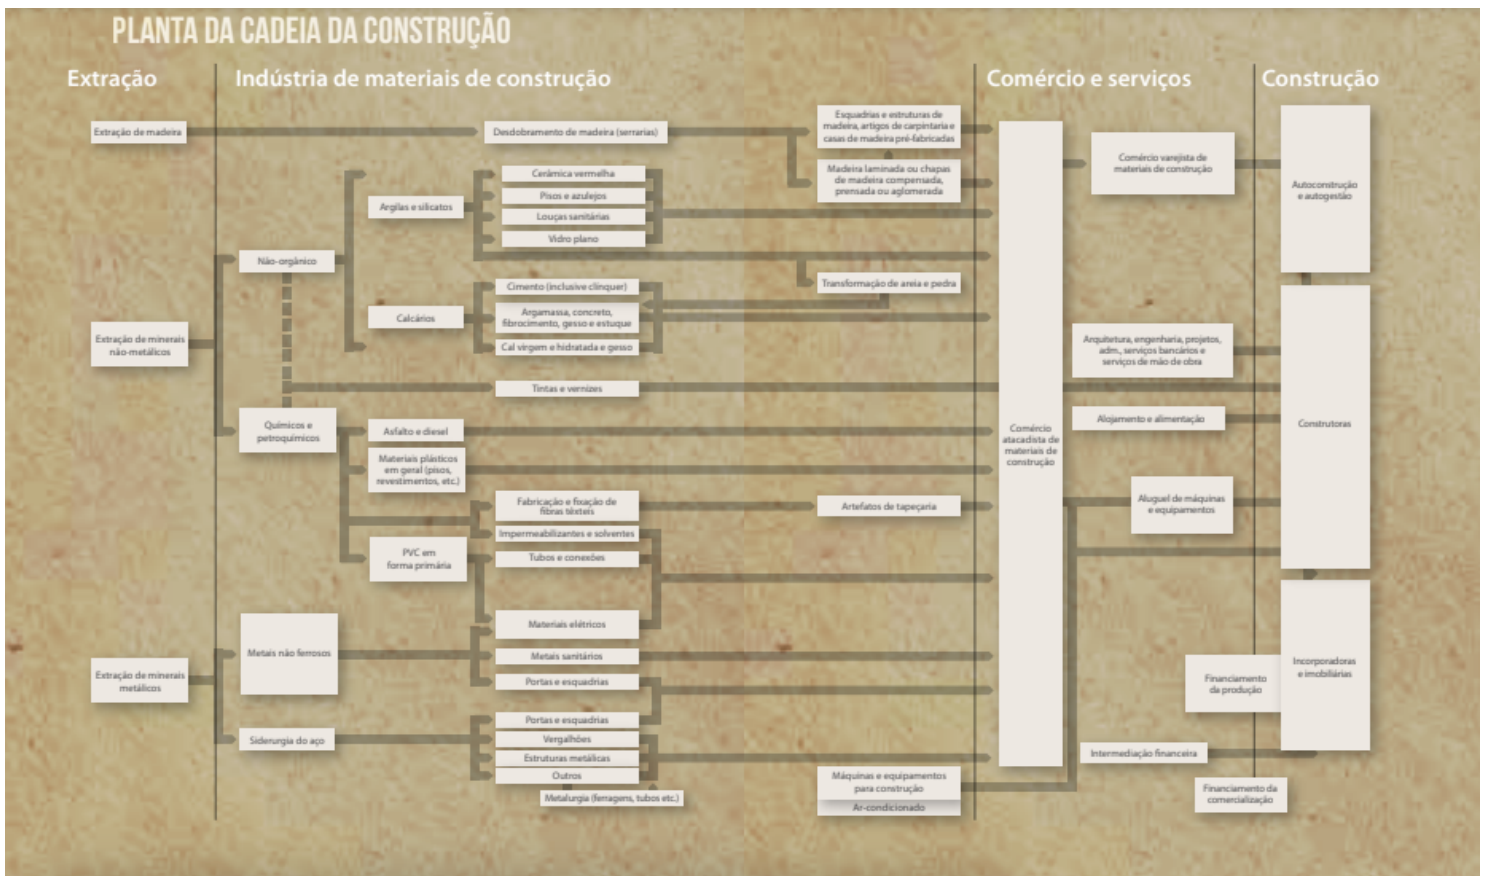 PLANTA DA CADEIA DA CONSTRUÇÃO
Extração
Indústria de materiais de construção
Comércio e serviços
Construção
Extração de madeira
Desdobramento de madeira (serrarias)
Esquadrias e estruturas de
madeira, artigos de carpintaria e
casas de madeira pré-fabricadas
Madeira laminada ou chapas
de madeira compensada,
prensada ou aglomerada
Comércio varejista de
materiais de construção
Autoconstrução
e autogestão
Argilas e silicatos
Cerâmica vermelha
Pisos e azulejos
Louças sanitárias
Vidro plano
Não-orgânico
Transformação de areia e pedra
Calcários
Cimento (inclusive clínquer)
Argamassa, concreto,
fibrocimento, gesso e estuque
Cal virgem e hidratada e gesso
Extração de minerais
não-metálicos
Arquitetura, engenharia, projetos,
adm., serviços bancários e
serviços de mão de obra
Tintas e vernizes
Químicos e
petroquímicos
Asfalto e diesel
Alojamento e alimentação
Construtoras
Comércio
atacadista de
materiais de
construção
Materiais plásticos
em geral (pisos,
revestimentos, etc.)
Fabricação e fixação de
fibras têxteis
Artefatos de tapeçaria
Aluguel de máquinas
e equipamentos
Impermeabilizantes e solventes
PVC em
forma primária
Tubos e conexões
Materiais elétricos
Metais não ferrosos
Metais sanitários
Portas e esquadrias
Extração de minerais
metálicos
Financiamento
da produção
Incorporadoras
e imobiliárias
Siderurgia do aço
Portas e esquadrias
Vergalhões
Estruturas metálicas
Outros
Metalurgia (ferragens, tubos etc.)
Intermediação financeira
Máquinas e equipamentos
para construção
Ar-condicionado
Financiamento da
comercialização